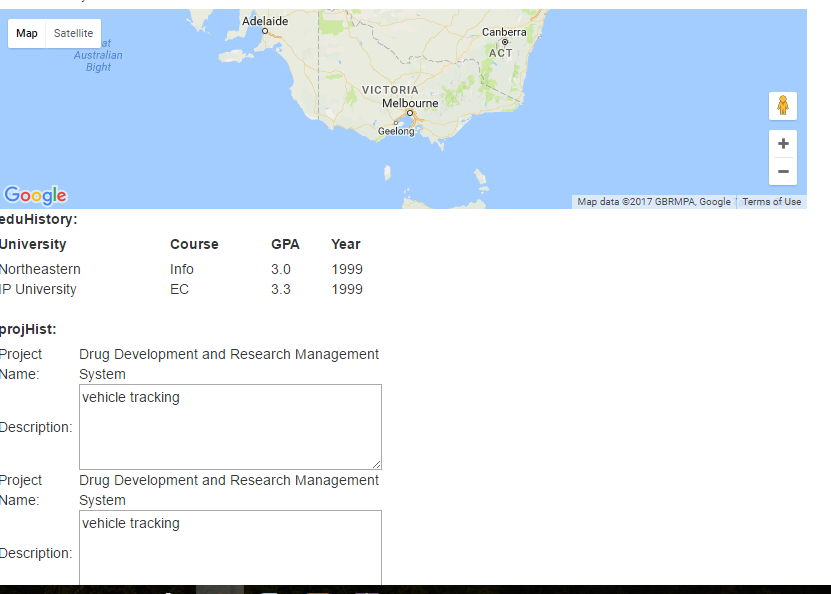 Adelaide
Map Satellite
at
Australian
Bight
Canberra
ACT
VICTORIA
Melbourne
Geelong
+
−
Google
Map data ©2017 GBRMPA, Google Terms of Use
eduHistory:
University Course GPA Year
Northeastern Info 3.0 1999
IP University EC 3.3 1999
projHist:
Project Name: Drug Development and Research Management
System
Description: vehicle tracking
Project Name: Drug Development and Research Management
System
Description: vehicle tracking